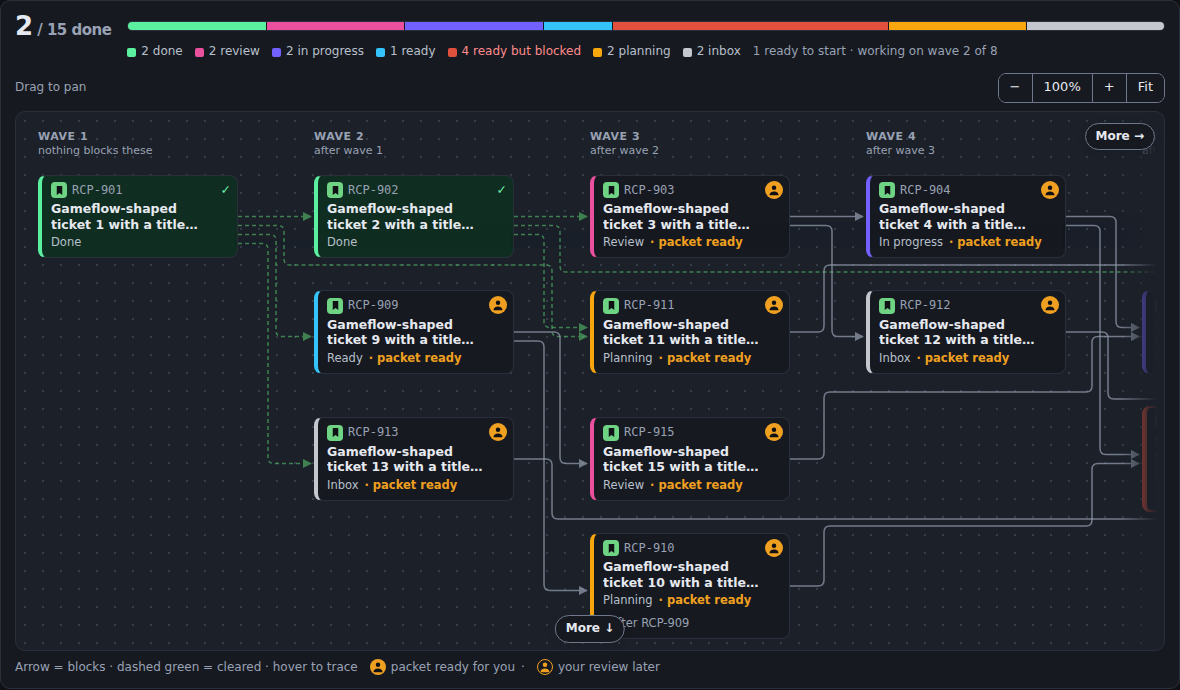 2 / 15 done
2 done 2 review 2 in progress 1 ready 4 ready but blocked 2 planning 2 inbox 1 ready to start · working on wave 2 of 8
Drag to pan
− 100% + Fit
WAVE 1
nothing blocks these
WAVE 2
after wave 1
WAVE 3
after wave 2
WAVE 4
after wave 3
More →
RCP-901 ✓
Gameflow-shaped
ticket 1 with a title…
Done
RCP-902 ✓
Gameflow-shaped
ticket 2 with a title…
Done
RCP-903
Gameflow-shaped
ticket 3 with a title…
Review · packet ready
RCP-904
Gameflow-shaped
ticket 4 with a title…
In progress · packet ready
RCP-909
Gameflow-shaped
ticket 9 with a title…
Ready · packet ready
RCP-911
Gameflow-shaped
ticket 11 with a title…
Planning · packet ready
RCP-912
Gameflow-shaped
ticket 12 with a title…
Inbox · packet ready
RCP-913
Gameflow-shaped
ticket 13 with a title…
Inbox · packet ready
RCP-915
Gameflow-shaped
ticket 15 with a title…
Review · packet ready
RCP-910
Gameflow-shaped
ticket 10 with a title…
Planning · packet ready
RCP-909
More ↓
Arrow = blocks · dashed green = cleared · hover to trace packet ready for you · your review later